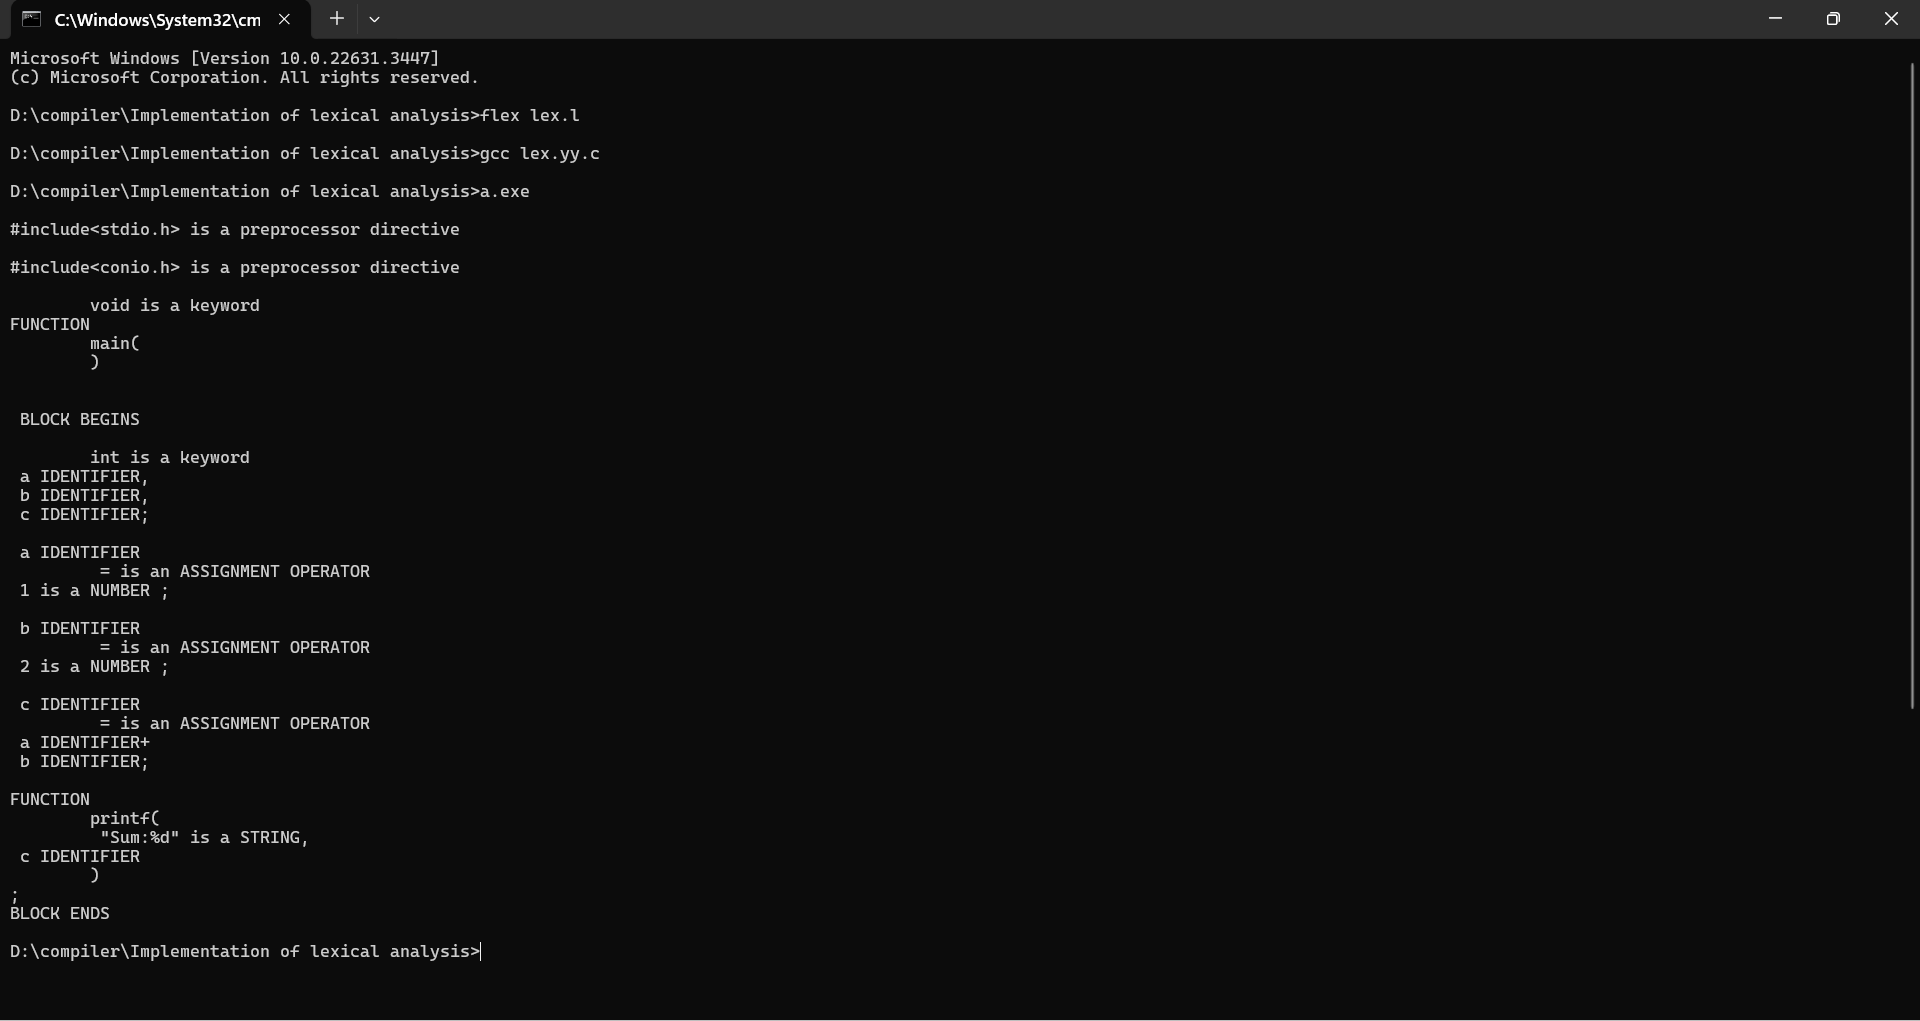 C:\Windows\System32\cm
Microsoft Windows [Version 10.0.22631.3447]
(c) Microsoft Corporation. All rights reserved.
D:\compiler\Implementation of lexical analysis>flex lex.l
D:\compiler\Implementation of lexical analysis>gcc lex.yy.c
D:\compiler\Implementation of lexical analysis>a.exe
#include<stdio.h> is a preprocessor directive
#include<conio.h> is a preprocessor directive
void is a keyword
FUNCTION
main(
)
BLOCK BEGINS
int is a keyword
a IDENTIFIER,
b IDENTIFIER,
c IDENTIFIER;
a IDENTIFIER
= is an ASSIGNMENT OPERATOR
1 is a NUMBER ;
b IDENTIFIER
= is an ASSIGNMENT OPERATOR
2 is a NUMBER ;
c IDENTIFIER
= is an ASSIGNMENT OPERATOR
a IDENTIFIER+
b IDENTIFIER;
FUNCTION
printf(
"Sum:%d" is a STRING,
c IDENTIFIER
)
;
BLOCK ENDS
D:\compiler\Implementation of lexical analysis>